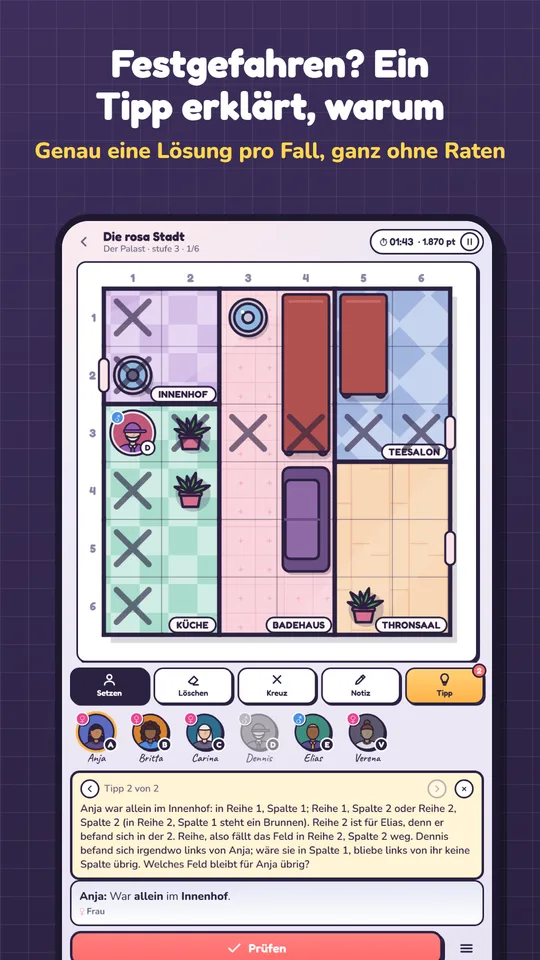 Festgefahren? Ein
Tipp erklärt, warum
Genau eine Lösung pro Fall, ganz ohne Raten
Die rosa Stadt
Der Palast · stufe 3 · 1/6
01:43 · 1.870 pt
1 2 3 4 5 6
1
2
INNENHOF
3
D
TEESALON
4
5
6
KÜCHE
BADEHAUS
THRONSAAL
Setzen
Löschen
Kreuz
Notiz
Tipp
2
A
B
C
D
E
V
Anja
Britta
Carina
Dennis
Elias
Verena
Tipp 2 von 2
Anja war allein im Innenhof: in Reihe 1, Spalte 1; Reihe 1, Spalte 2 oder Reihe 2,
Spalte 2 (in Reihe 2, Spalte 1 steht ein Brunnen). Reihe 2 ist für Elias, denn er
befand sich in der 2. Reihe, also fällt das Feld in Reihe 2, Spalte 2 weg. Dennis
befand sich irgendwo links von Anja; wäre sie in Spalte 1, bliebe links von ihr keine
Spalte übrig. Welches Feld bleibt für Anja übrig?
Anja: War allein im Innenhof.
Frau
Prüfen